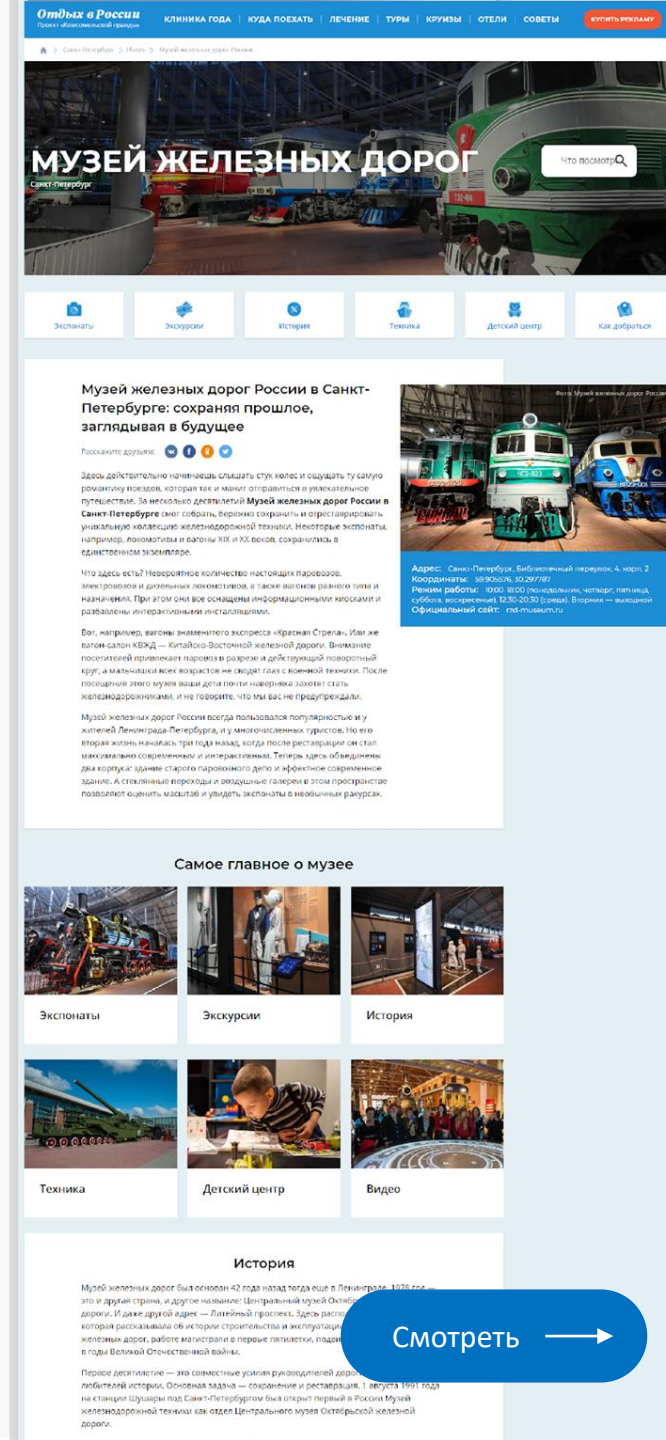 Отдых в России
Проект «Комсомольской правды»
КЛИНИКА ГОДА | КУДА ПОЕХАТЬ | ЛЕЧЕНИЕ | ТУРЫ | КРУИЗЫ | ОТЕЛИ | СОВЕТЫ
КУПИТЬ РЕКЛАМУ
Санкт-Петербург > Places > Музей железных дорог России
МУЗЕЙ ЖЕЛЕЗНЫХ ДОРОГ
Санкт-Петербург
Что посмотр
Экспонаты
Экскурсии
История
Техника
Детский центр
Как добраться
Музей железных дорог России в Санкт-
Петербурге: сохраняя прошлое,
заглядывая в будущее
Расскажите друзьям:
Здесь действительно начинаешь слышать стук колес и ощущать ту самую
романтику поездов, которая так и манит отправиться в увлекательное
путешествие. За несколько десятилетий Музей железных дорог России в
Санкт-Петербурге смог собрать, бережно сохранить и отреставрировать
уникальную коллекцию железнодорожной техники. Некоторые экспонаты,
например, локомотивы и вагоны XIX и XX веков, сохранились в
единственном экземпляре.
Что здесь есть? Невероятное количество настоящих паровозов,
электровозов и дизельных локомотивов, а также вагонов разного типа и
назначения. При этом они все оснащены информационными киосками и
разбавлены интерактивными инсталляциями.
Вот, например, вагоны знаменитого экспресса «Красная Стрела». Или же
вагон-салон КВЖД — Китайско-Восточной железной дороги. Внимание
посетителей привлекает паровоз в разрезе и действующий поворотный
круг, а мальчишки всех возрастов не сводят глаз с военной техники. После
посещения этого музея ваши дети почти наверняка захотят стать
железнодорожниками, и не говорите, что мы вас не предупреждали.
Музей железных дорог России всегда пользовался популярностью и у
жителей Ленинграда-Петербурга, и у многочисленных туристов. Но его
вторая жизнь началась три года назад, когда после реставрации он стал
максимально современным и интерактивным. Теперь здесь объединены
два корпуса: здание старого паровозного депо и эффектное современное
здание. А стеклянные переходы и воздушные галереи в этом пространстве
позволяют оценить масштаб и увидеть экспонаты в необычных ракурсах.
Фото: Музей железных дорог России
ЧС2-023
Адрес: Санкт-Петербург, Библиотечный переулок, 4, корп. 2
Координаты: 59.905576, 30.297787
Режим работы: 10:00 18:00 (понедельник, четверг, пятница,
суббота, воскресенье), 12:30-20:30 (среда). Вторник — выходной
Официальный сайт: rzd-museum.ru
Самое главное о музее
Экспонаты
Экскурсии
История
Техника
Детский центр
Видео
История
Музей железных дорог был основан 42 года назад тогда еще в Ленинграде. 1978 год —
это и другая страна, и другое название: Центральный музей Октябр
дороги. И даже другой адрес — Литейный проспект. Здесь распо
которая рассказывала об истории строительства и эксплуатаци
железных дорог, работе магистрали в первые пятилетки, подви
в годы Великой Отечественной войны.
Первое десятилетие — это совместные усилия руководителей дорог
любителей истории. Основная задача — сохранение и реставрация. 1 августа 1991 года
на станции Шушары под Санкт-Петербургом был открыт первый в России Музей
железнодорожной техники как отдел Центрального музея Октябрьской железной
дороги.
Смотреть